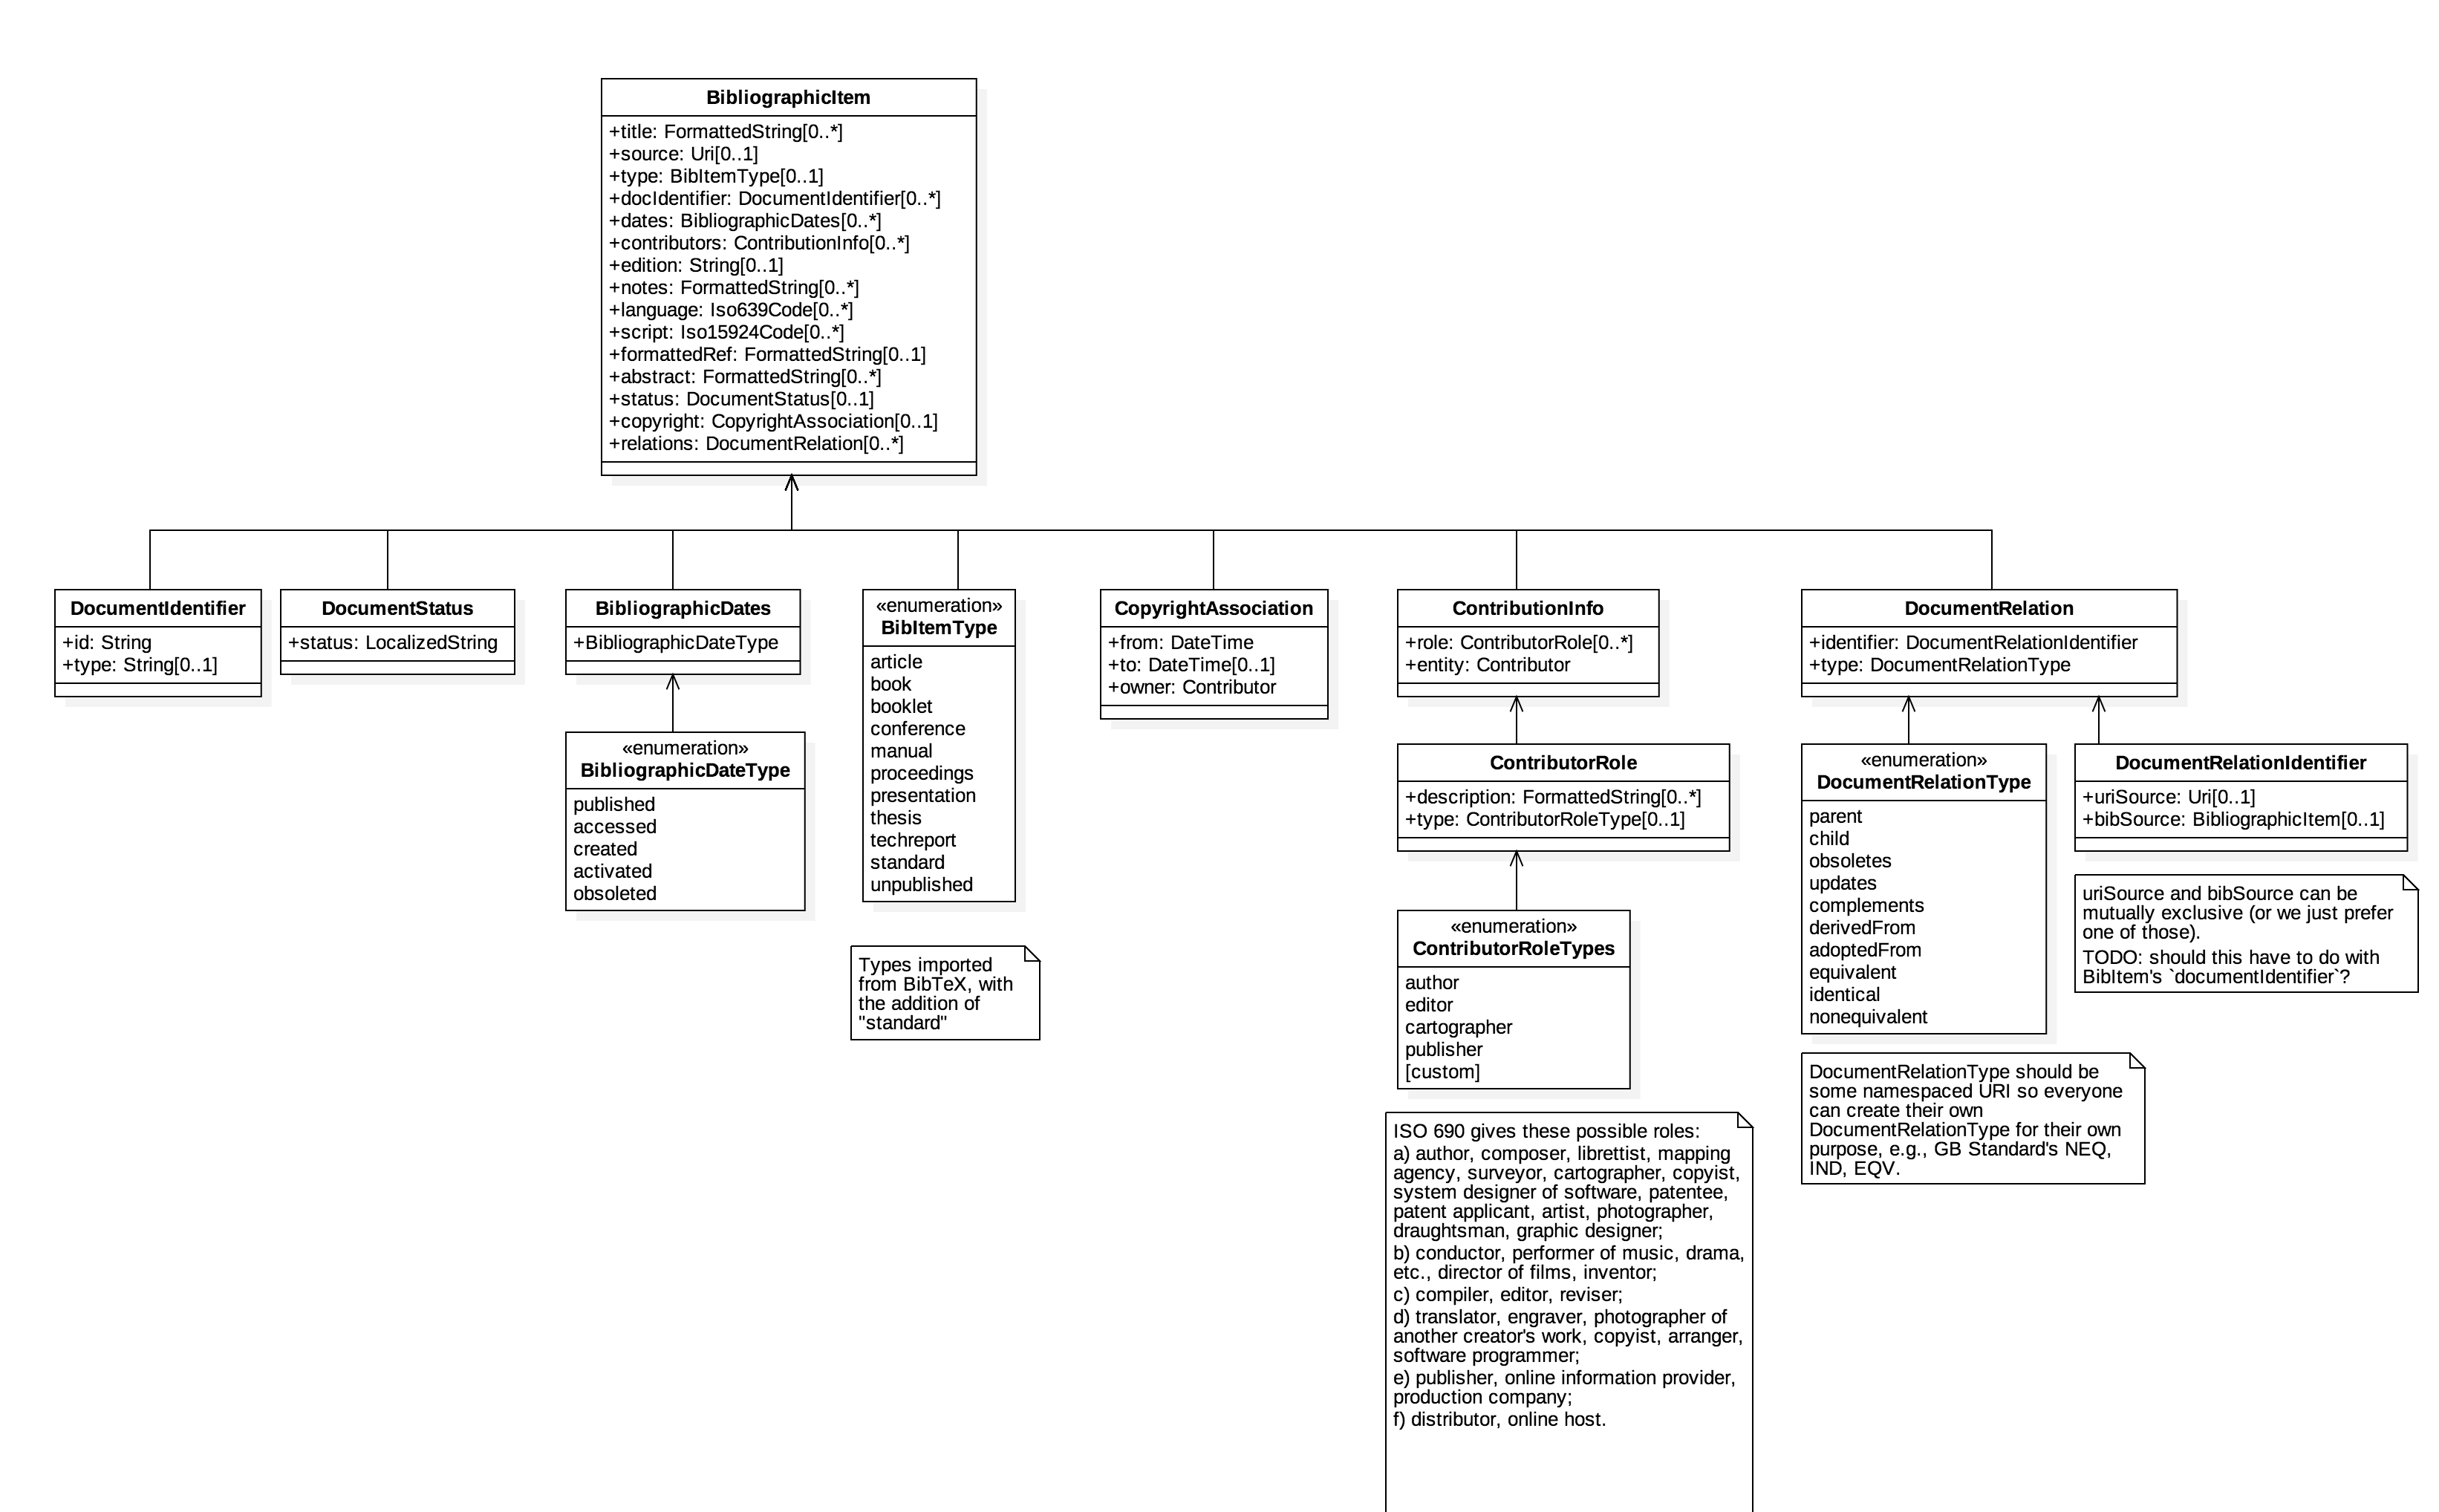 BibliographicItem
+title: FormattedString[0..*]
+source: Uri[0..1]
+type: BibItemType[0..1]
+docIdentifier: DocumentIdentifier[0..*]
+dates: BibliographicDates[0..*]
+contributors: ContributionInfo[0..*]
+edition: String[0..1]
+notes: FormattedString[0..*]
+language: Iso639Code[0..*]
+script: Iso15924Code[0..*]
+formattedRef: FormattedString[0..1]
+abstract: FormattedString[0..*]
+status: DocumentStatus[0..1]
+copyright: CopyrightAssociation[0..1]
+relations: DocumentRelation[0..*]
DocumentIdentifier
+id: String
+type: String[0..1]
DocumentStatus
+status: LocalizedString
BibliographicDates
+BibliographicDateType
«enumeration»
BibliographicDateType
published
accessed
created
activated
obsoleted
«enumeration»
BibItemType
article
book
booklet
conference
manual
proceedings
presentation
thesis
techreport
standard
unpublished
Types imported
from BibTeX, with
the addition of
"standard"
CopyrightAssociation
+from: DateTime
+to: DateTime[0..1]
+owner: Contributor
ContributionInfo
+role: ContributorRole[0..*]
+entity: Contributor
ContributorRole
+description: FormattedString[0..*]
+type: ContributorRoleType[0..1]
«enumeration»
ContributorRoleTypes
author
editor
cartographer
publisher
[custom]
ISO 690 gives these possible roles:
a) author, composer, librettist, mapping
agency, surveyor, cartographer, copyist,
system designer of software, patentee,
patent applicant, artist, photographer,
draughtsman, graphic designer;
b) conductor, performer of music, drama,
etc., director of films, inventor;
c) compiler, editor, reviser;
d) translator, engraver, photographer of
another creator's work, copyist, arranger,
software programmer;
e) publisher, online information provider,
production company;
f) distributor, online host.
DocumentRelation
+identifier: DocumentRelationIdentifier
+type: DocumentRelationType
«enumeration»
DocumentRelationType
parent
child
obsoletes
updates
complements
derivedFrom
adoptedFrom
equivalent
identical
nonequivalent
DocumentRelationType should be
some namespaced URI so everyone
can create their own
DocumentRelationType for their own
purpose, e.g., GB Standard's NEQ,
IND, EQV.
DocumentRelationIdentifier
+uriSource: Uri[0..1]
+bibSource: BibliographicItem[0..1]
uriSource and bibSource can be
mutually exclusive (or we just prefer
one of those).
TODO: should this have to do with
BibItem's `documentIdentifier`?